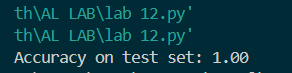 th\AL LAB\lab 12.py'
th\AL LAB\lab 12.py'
Accuracy on test set: 1.00